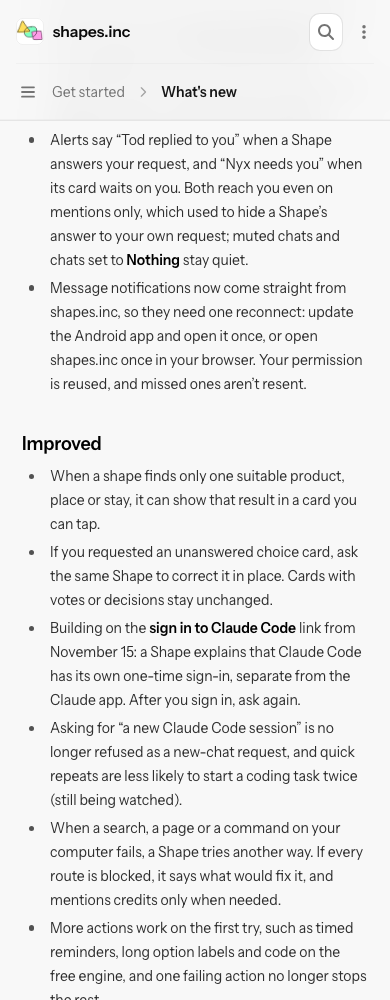 shapes.inc
Get started > What's new
Alerts say “Tod replied to you” when a Shape
answers your request, and “Nyx needs you” when
its card waits on you. Both reach you even on
mentions only, which used to hide a Shape’s
answer to your own request; muted chats and
chats set to Nothing stay quiet.
Message notifications now come straight from
shapes.inc, so they need one reconnect: update
the Android app and open it once, or open
shapes.inc once in your browser. Your permission
is reused, and missed ones aren’t resent.
Improved
When a shape finds only one suitable product,
place or stay, it can show that result in a card you
can tap.
If you requested an unanswered choice card, ask
the same Shape to correct it in place. Cards with
votes or decisions stay unchanged.
Building on the sign in to Claude Code link from
November 15: a Shape explains that Claude Code
has its own one-time sign-in, separate from the
Claude app. After you sign in, ask again.
Asking for “a new Claude Code session” is no
longer refused as a new-chat request, and quick
repeats are less likely to start a coding task twice
(still being watched).
When a search, a page or a command on your
computer fails, a Shape tries another way. If every
route is blocked, it says what would fix it, and
mentions credits only when needed.
More actions work on the first try, such as timed
reminders, long option labels and code on the
free engine, and one failing action no longer stops
the rest.